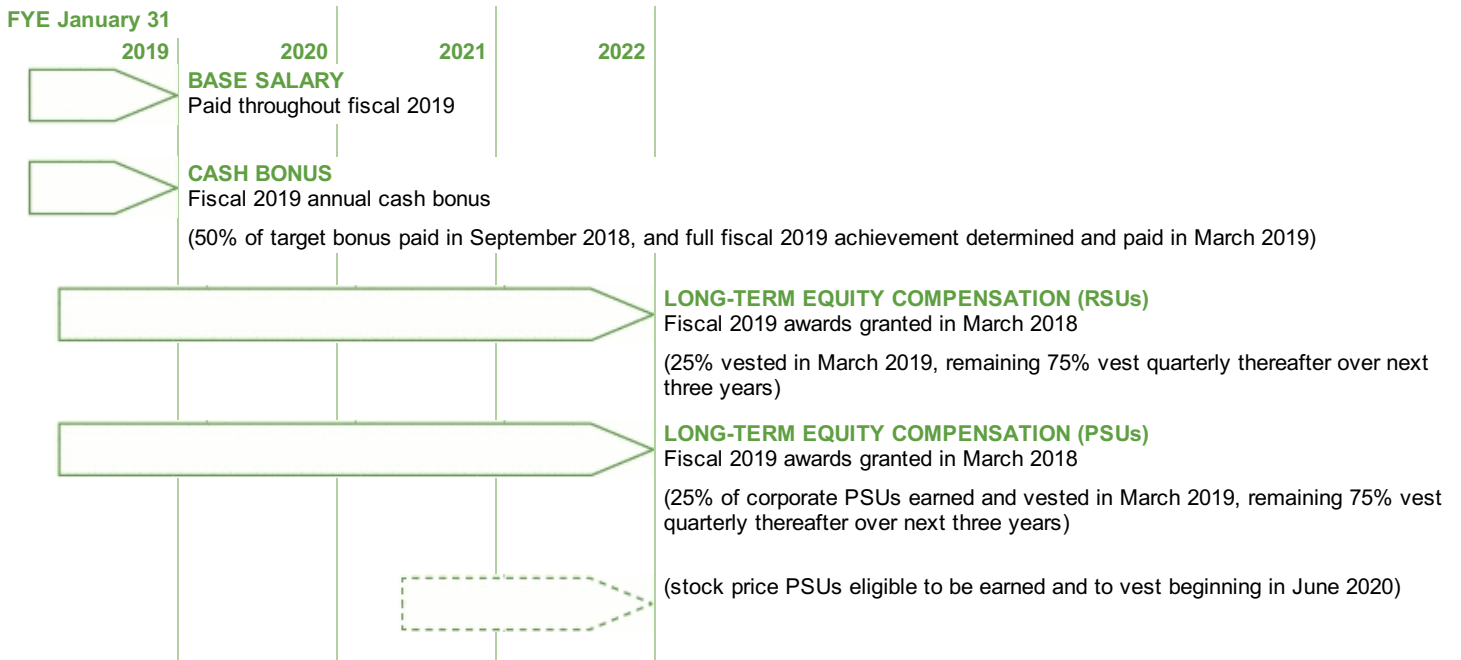 FYE January 31
2019 2020 2021 2022
BASE SALARY
Paid throughout fiscal 2019
CASH BONUS
Fiscal 2019 annual cash bonus
(50% of target bonus paid in September 2018, and full fiscal 2019 achievement determined and paid in March 2019)
LONG-TERM EQUITY COMPENSATION (RSUs)
Fiscal 2019 awards granted in March 2018
(25% vested in March 2019, remaining 75% vest quarterly thereafter over next
three years)
LONG-TERM EQUITY COMPENSATION (PSUs)
Fiscal 2019 awards granted in March 2018
(25% of corporate PSUs earned and vested in March 2019, remaining 75% vest
quarterly thereafter over next three years)
(stock price PSUs eligible to be earned and to vest beginning in June 2020)